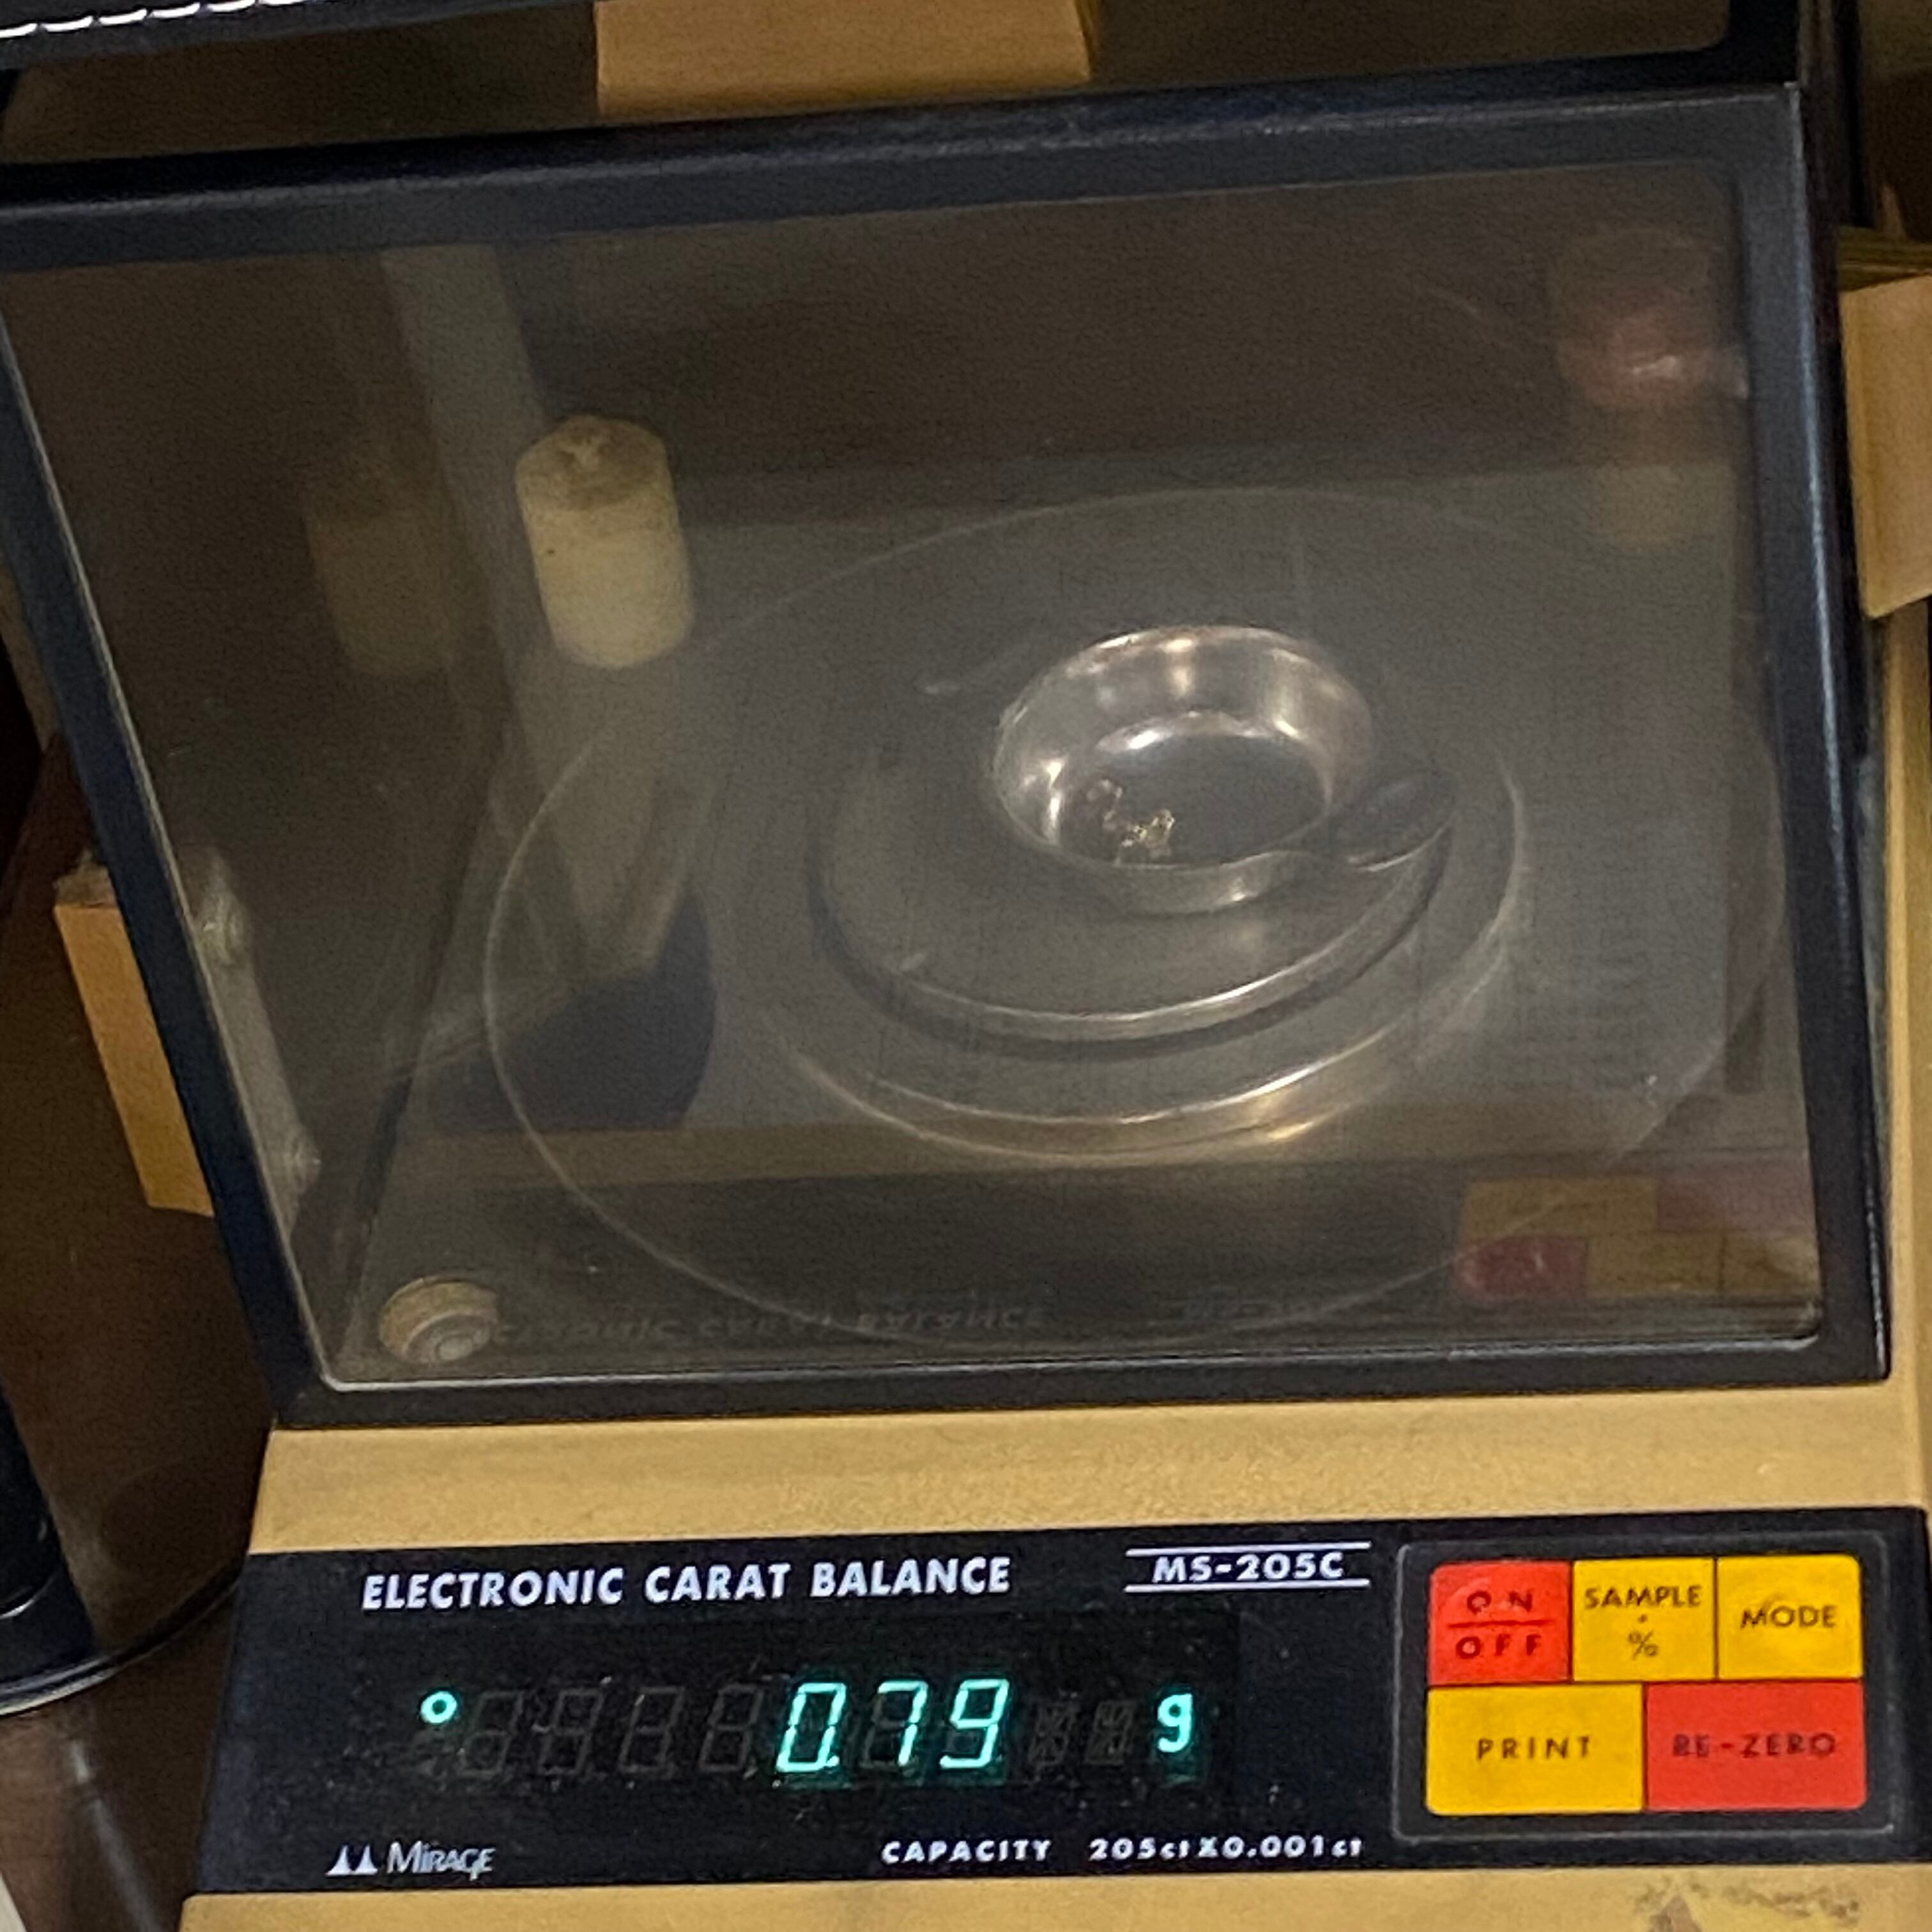 ELECTRONIC CARAT BALANCE
MS-205C
ON
OFF
SAMPLE
%
MODE
0.79 g
PRINT
RE-ZERO
MIRAGE
CAPACITY 205ct X0.001ct